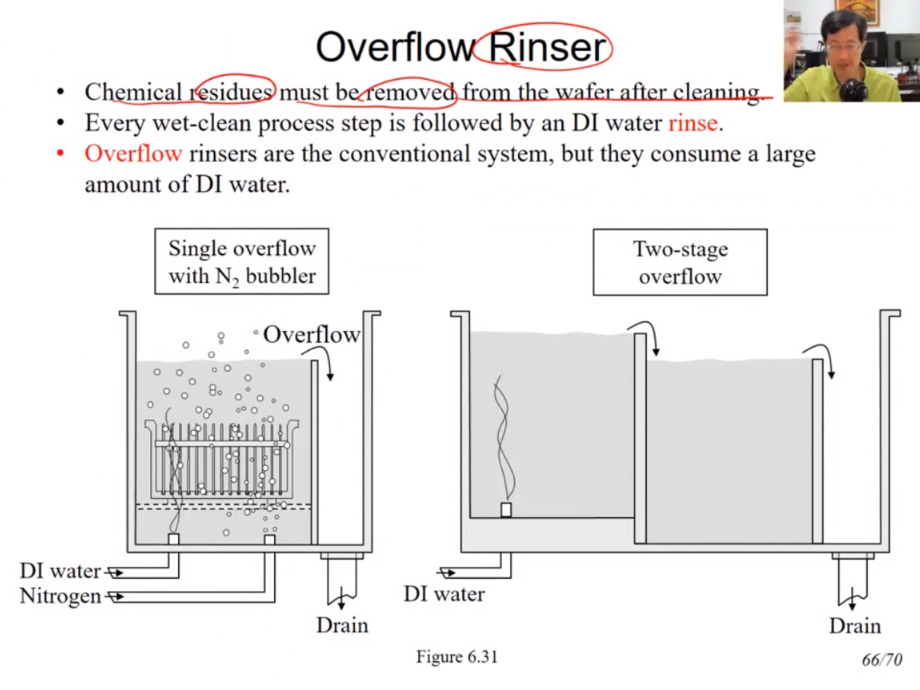 Overflow Rinser
• Chemical residues must be removed from the wafer after cleaning.
• Every wet-clean process step is followed by an DI water rinse.
• Overflow rinsers are the conventional system, but they consume a large
amount of DI water.
Single overflow
with N₂ bubbler
Two-stage
overflow
Overflow
DI water
Nitrogen
Drain
DI water
Drain
Figure 6.31
66/70